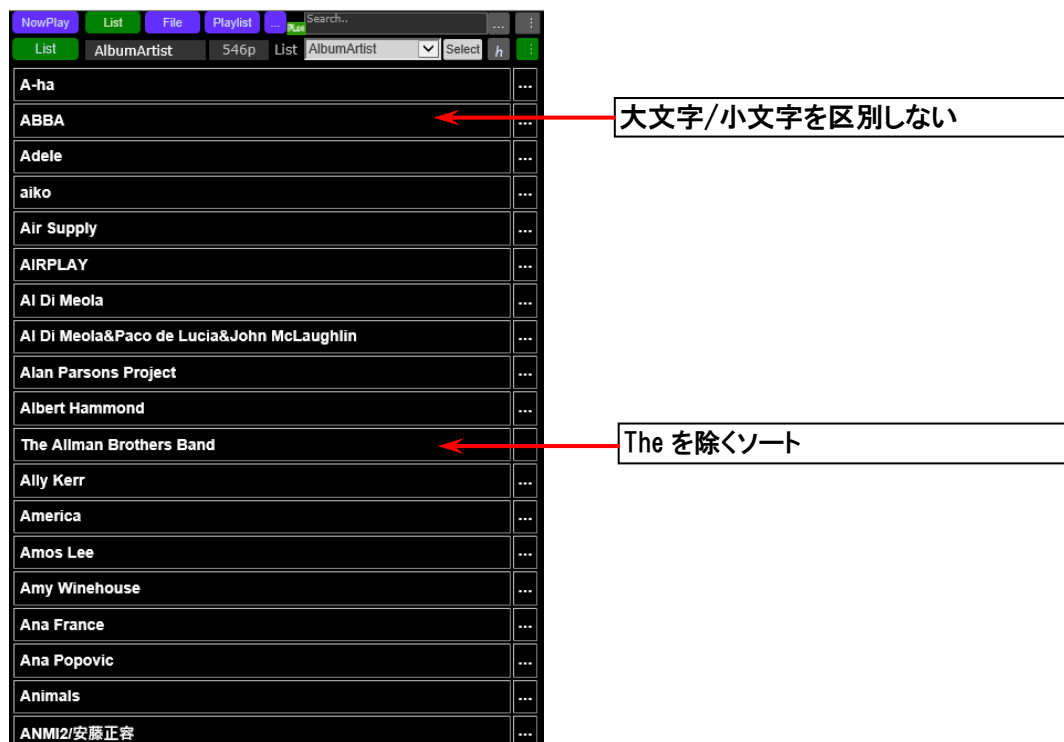 NowPlay List File Playlist ... Search.. ... ⋮
List AlbumArtist 546p List AlbumArtist Select h ⋮
A-ha ...
ABBA ...
大文字/小文字を区別しない
Adele ...
aiko ...
Air Supply ...
AIRPLAY ...
Al Di Meola ...
Al Di Meola&Paco de Lucia&John McLaughlin ...
Alan Parsons Project ...
Albert Hammond ...
The Allman Brothers Band ...
The を除くソート
Ally Kerr ...
America ...
Amos Lee ...
Amy Winehouse ...
Ana France ...
Ana Popovic ...
Animals ...
ANMI2/安藤正容 ...